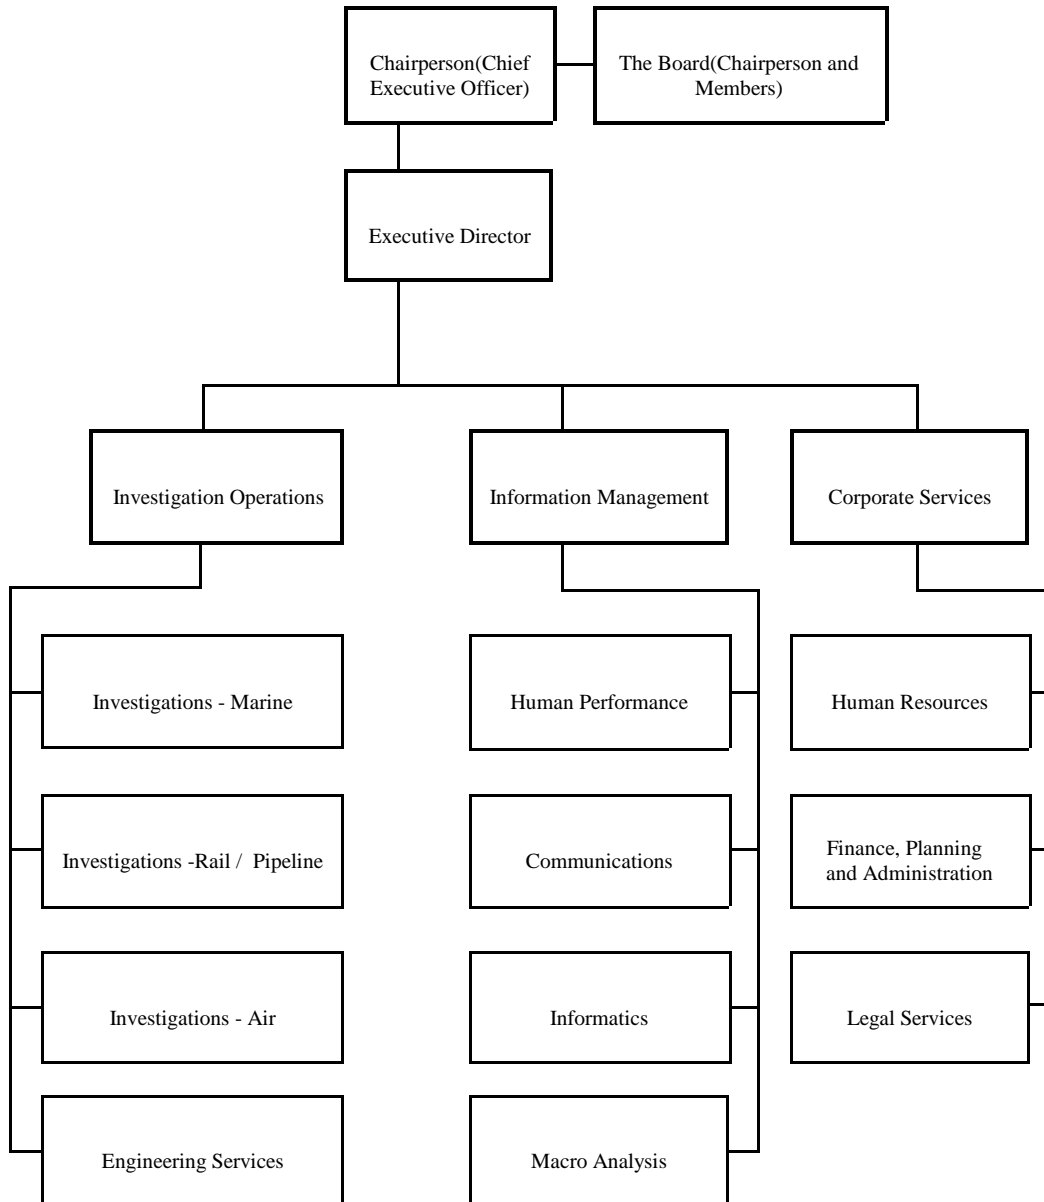 Chairperson(Chief
Executive Officer)
The Board(Chairperson and
Members)
Executive Director
Investigation Operations
Information Management
Corporate Services
Investigations - Marine
Human Performance
Human Resources
Investigations -Rail /  Pipeline
Communications
Finance, Planning
and Administration
Investigations - Air
Informatics
Legal Services
Engineering Services
Macro Analysis